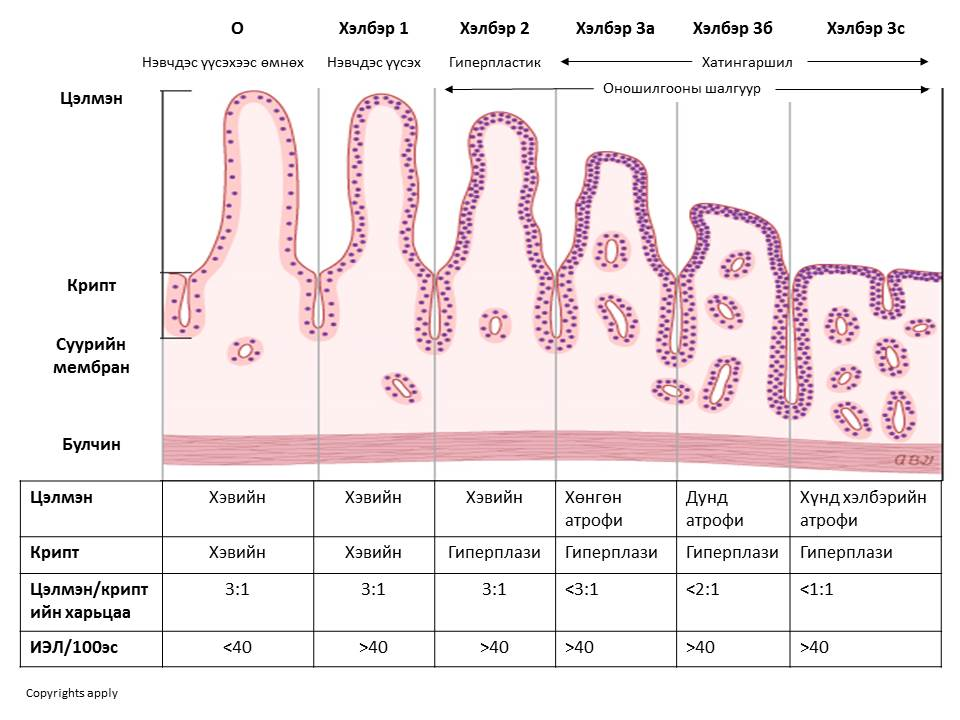 О Хэлбэр 1 Хэлбэр 2 Хэлбэр 3а Хэлбэр 3б Хэлбэр 3с
Нэвчдэс үүсэхээс өмнөх Нэвчдэс үүсэх Гиперпластик Хатингаршил
Оношилгооны шалгуур
Цэлмэн
Крипт
Суурийн
мембран
Булчин
Цэлмэн Хэвийн Хэвийн Хэвийн Хөнгөн атрофи Дунд атрофи Хүнд хэлбэрийн атрофи
Крипт Хэвийн Хэвийн Гиперплази Гиперплази Гиперплази Гиперплази
Цэлмэн/крипт
ийн харьцаа 3:1 3:1 3:1 <3:1 <2:1 <1:1
ИЭЛ/100эс <40 >40 >40 >40 >40 >40
Copyrights apply